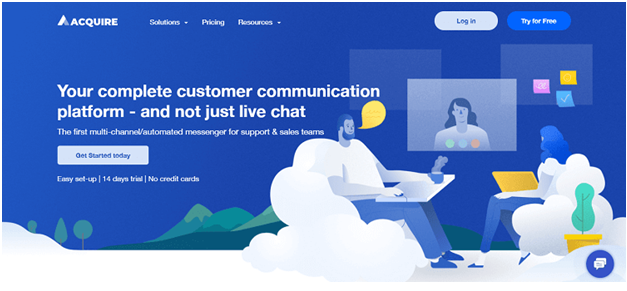 ACQUIRE
Solutions
Pricing
Resources
Log in
Try for Free
Your complete customer communication
platform - and not just live chat
The first multi-channel/automated messenger for support & sales teams
Get Started today
Easy set-up | 14 days trial | No credit cards